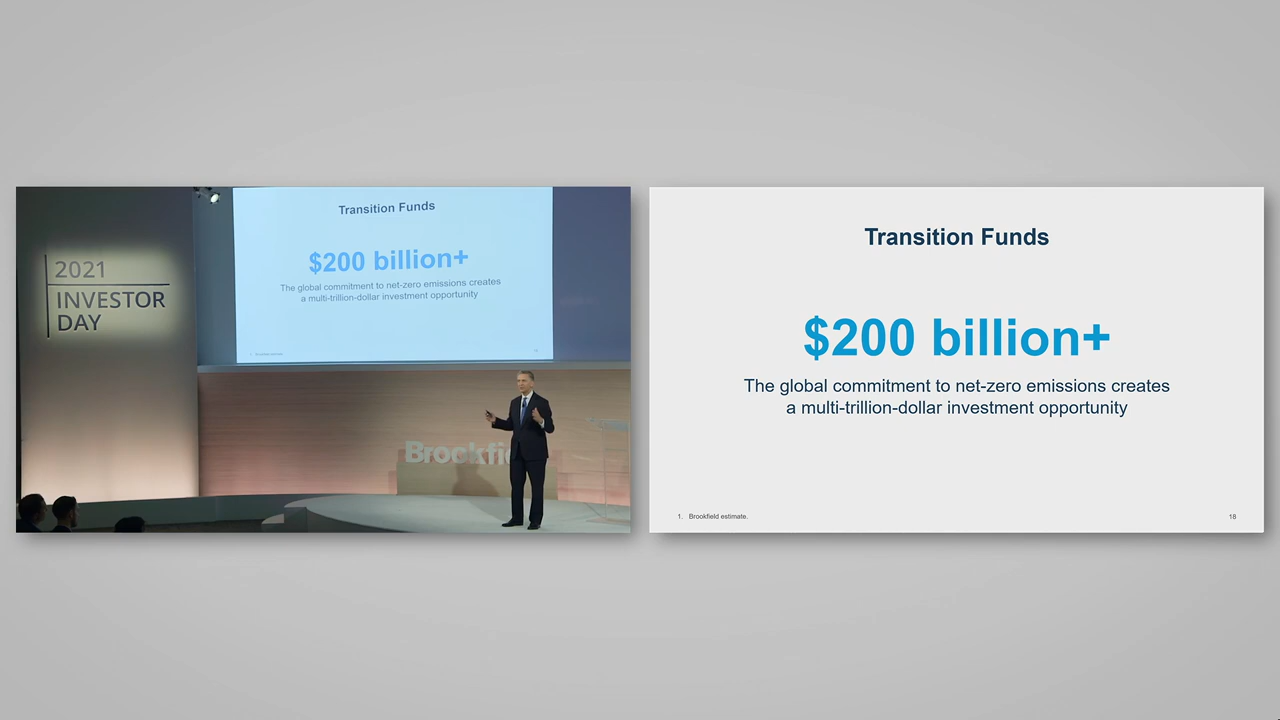 2021
INVESTOR
DAY
Transition Funds
$200 billion+
The global commitment to net-zero emissions creates
a multi-trillion-dollar investment opportunity
Brookfie
Transition Funds
$200 billion+
The global commitment to net-zero emissions creates
a multi-trillion-dollar investment opportunity
1. Brookfield estimate.
18